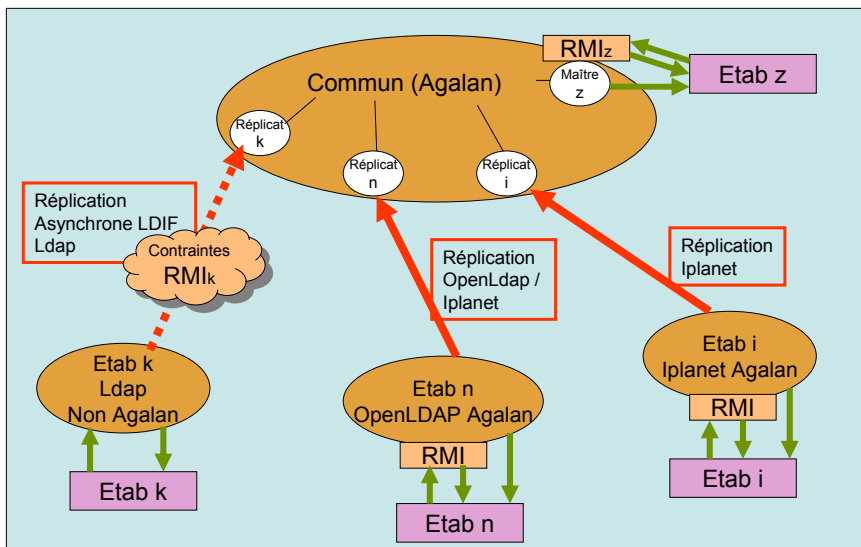 RMIz
Commun (Agalan)
Maître
z
Etab z
Réplicat
k
Réplicat
n
Réplicat
i
Réplication
Asynchrone LDIF
Ldap
Contraintes
RMIk
Réplication
OpenLdap /
Iplanet
Réplication
Iplanet
Etab k
Ldap
Non Agalan
Etab n
OpenLDAP Agalan
Etab i
Iplanet Agalan
RMI
RMI
Etab k
Etab n
Etab i